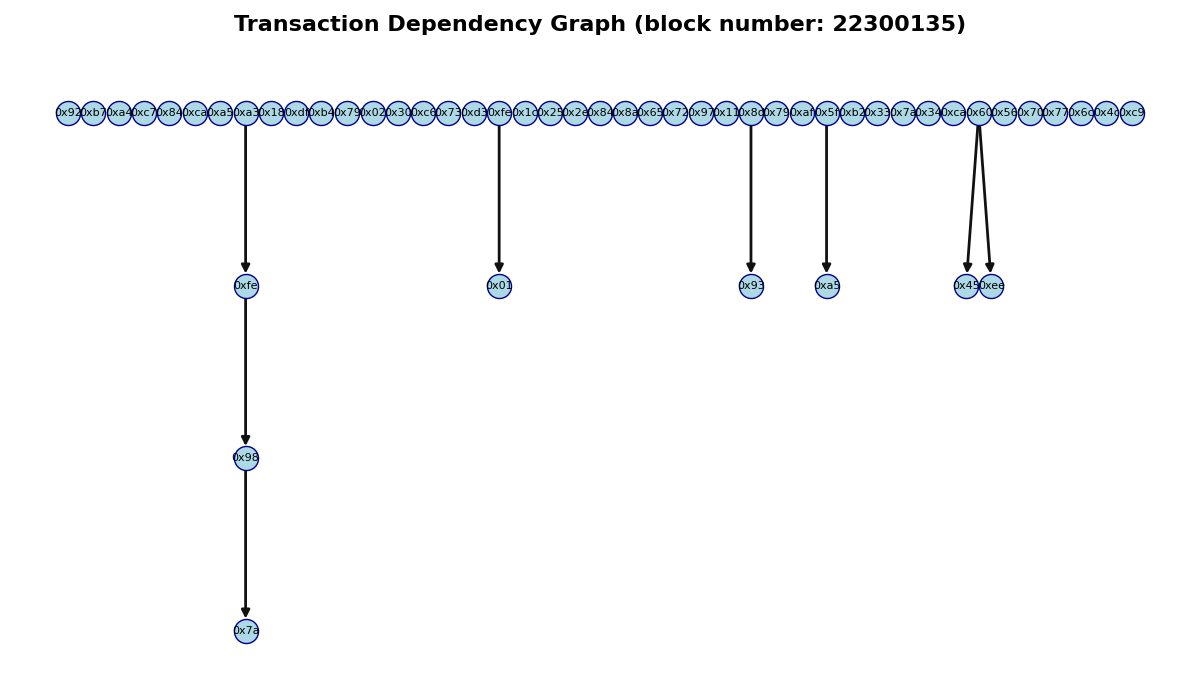 Transaction Dependency Graph (block number: 22300135)
0x92 0xb7 0xa4 0xc7 0x84 0xca 0xa5 0xa3 0x18 0xdf 0xb4 0x79 0x02 0x30 0xc6 0x73 0xd3 0xfe 0x1c 0x25 0x2e 0x84 0x8a 0x65 0x72 0x97 0x11 0x8d 0x79 0xaf 0x5f 0xb2 0x33 0x7a 0x34 0xca 0x60 0x56 0x70 0x77 0x6d 0x4c 0xc9
0xfe 0x01 0x93 0xa5 0x45 0xee
0x98
0x7a